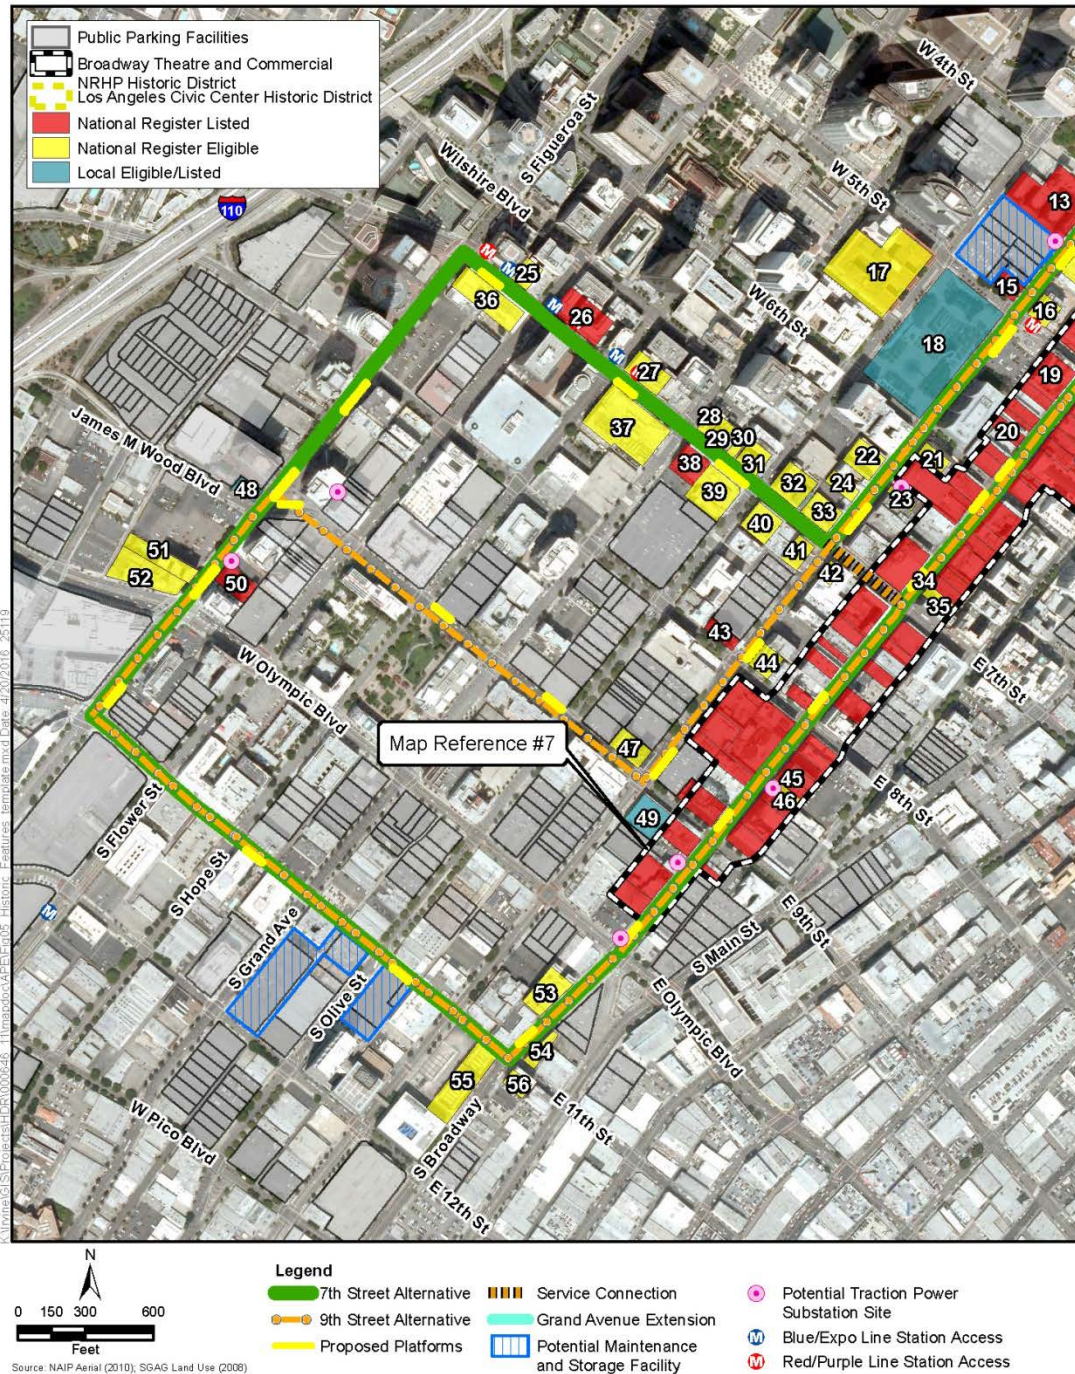 Public Parking Facilities
Broadway Theatre and Commercial
NRHP Historic District
Los Angeles Civic Center Historic District
National Register Listed
National Register Eligible
Local Eligible/Listed
110
W 4th St
S Figueroa St
Wilshire Blvd
W 5th St
W 6th St
13
15
16
17
18
19
20
21
22
23
24
25
26
27
28
29
30
31
32
33
34
35
36
37
38
39
40
41
42
43
44
45
46
47
48
49
50
51
52
53
54
55
56
M
M
M
M
M
M
James M Wood Blvd
W Olympic Blvd
Map Reference #7
E 7th St
E 8th St
E 9th St
S Main St
E Olympic Blvd
S Flower St
S Hope St
S Grand Ave
S Olive St
W Pico Blvd
S Broadway
E 11th St
E 12th St
N
0 150 300 600
Feet
Source: NAIP Aerial (2010); SGAG Land Use (2008)
Legend
7th Street Alternative
9th Street Alternative
Proposed Platforms
Service Connection
Grand Avenue Extension
Potential Maintenance
and Storage Facility
Potential Traction Power
Substation Site
M Blue/Expo Line Station Access
M Red/Purple Line Station Access